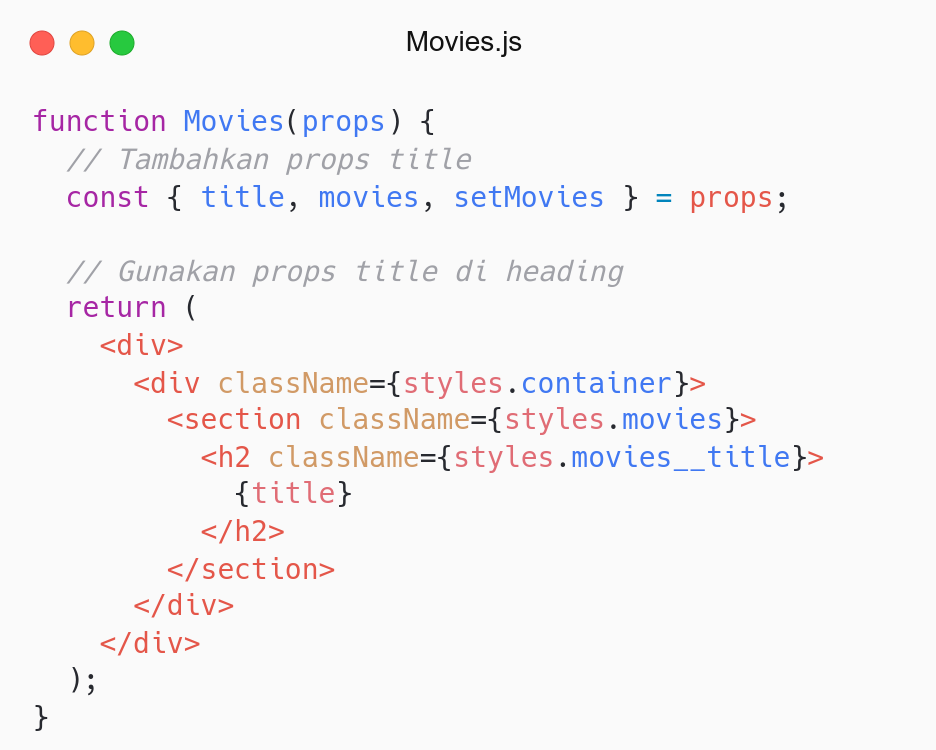 Movies.js
function Movies(props) {
  // Tambahkan props title
  const { title, movies, setMovies } = props;

  // Gunakan props title di heading
  return (
    <div>
      <div className={styles.container}>
        <section className={styles.movies}>
          <h2 className={styles.movies__title}>
            {title}
          </h2>
        </section>
      </div>
    </div>
  );
}